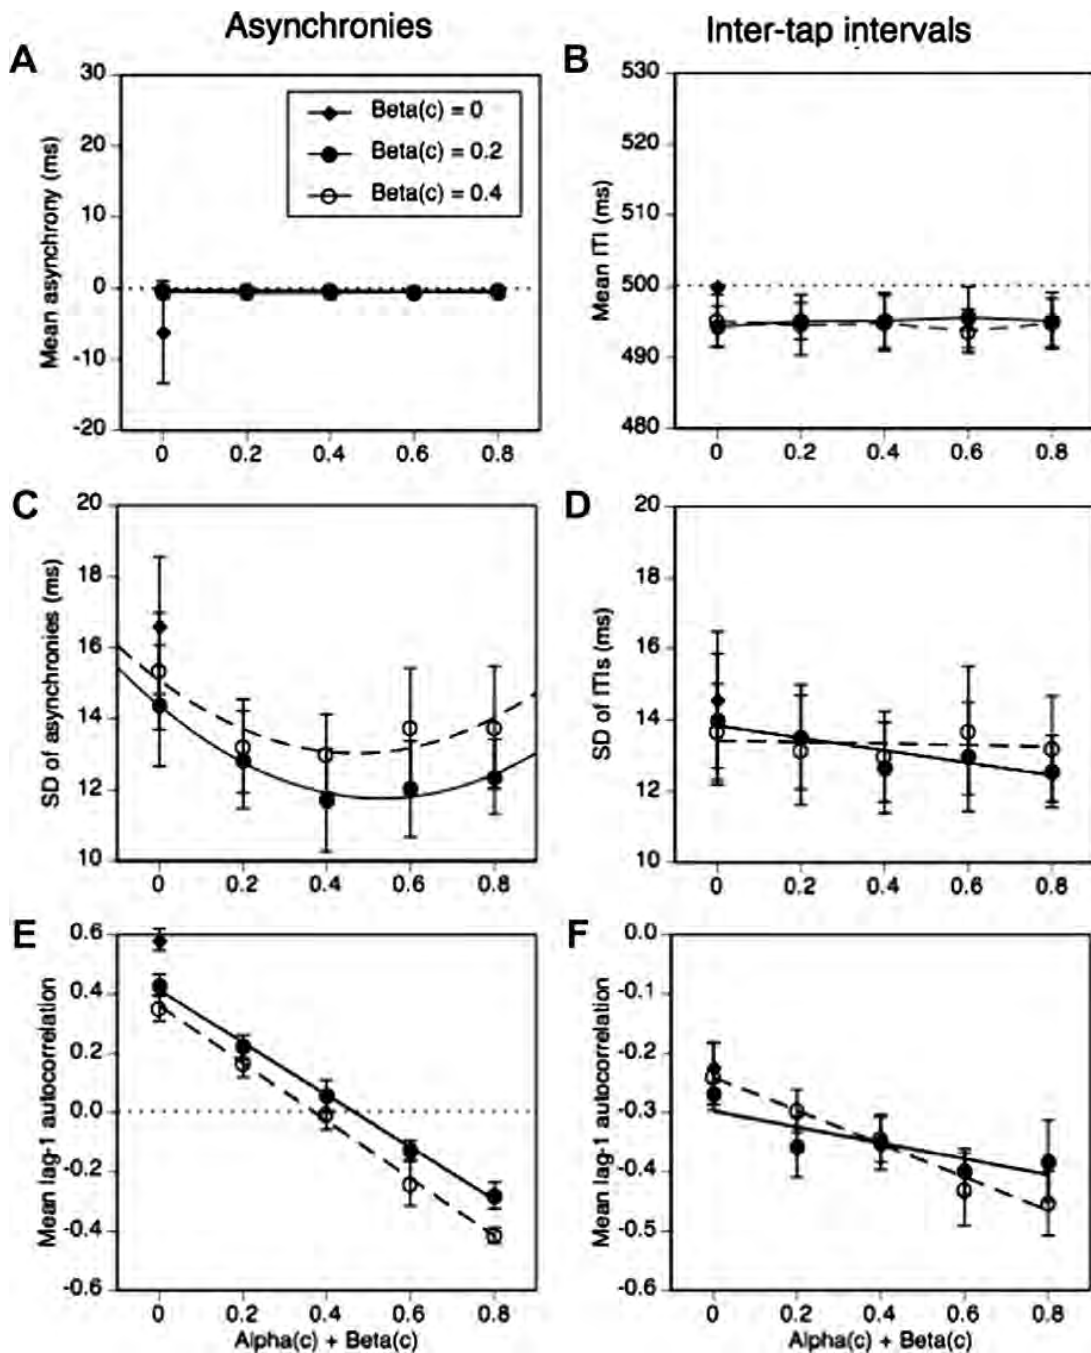 Asynchronies
Inter-tap intervals
A
30
20
10
0
-10
-20
Mean asynchrony (ms)
Beta(c) = 0
Beta(c) = 0.2
Beta(c) = 0.4
0 0.2 0.4 0.6 0.8
B
530
520
510
500
490
480
Mean ITI (ms)
0 0.2 0.4 0.6 0.8
C
20
18
16
14
12
10
SD of asynchronies (ms)
0 0.2 0.4 0.6 0.8
D
20
18
16
14
12
10
SD of ITIs (ms)
0 0.2 0.4 0.6 0.8
E
0.6
0.4
0.2
0.0
-0.2
-0.4
-0.6
Mean lag-1 autocorrelation
0 0.2 0.4 0.6 0.8
Alpha(c) + Beta(c)
F
0.0
-0.1
-0.2
-0.3
-0.4
-0.5
-0.6
Mean lag-1 autocorrelation
0 0.2 0.4 0.6 0.8
Alpha(c) + Beta(c)